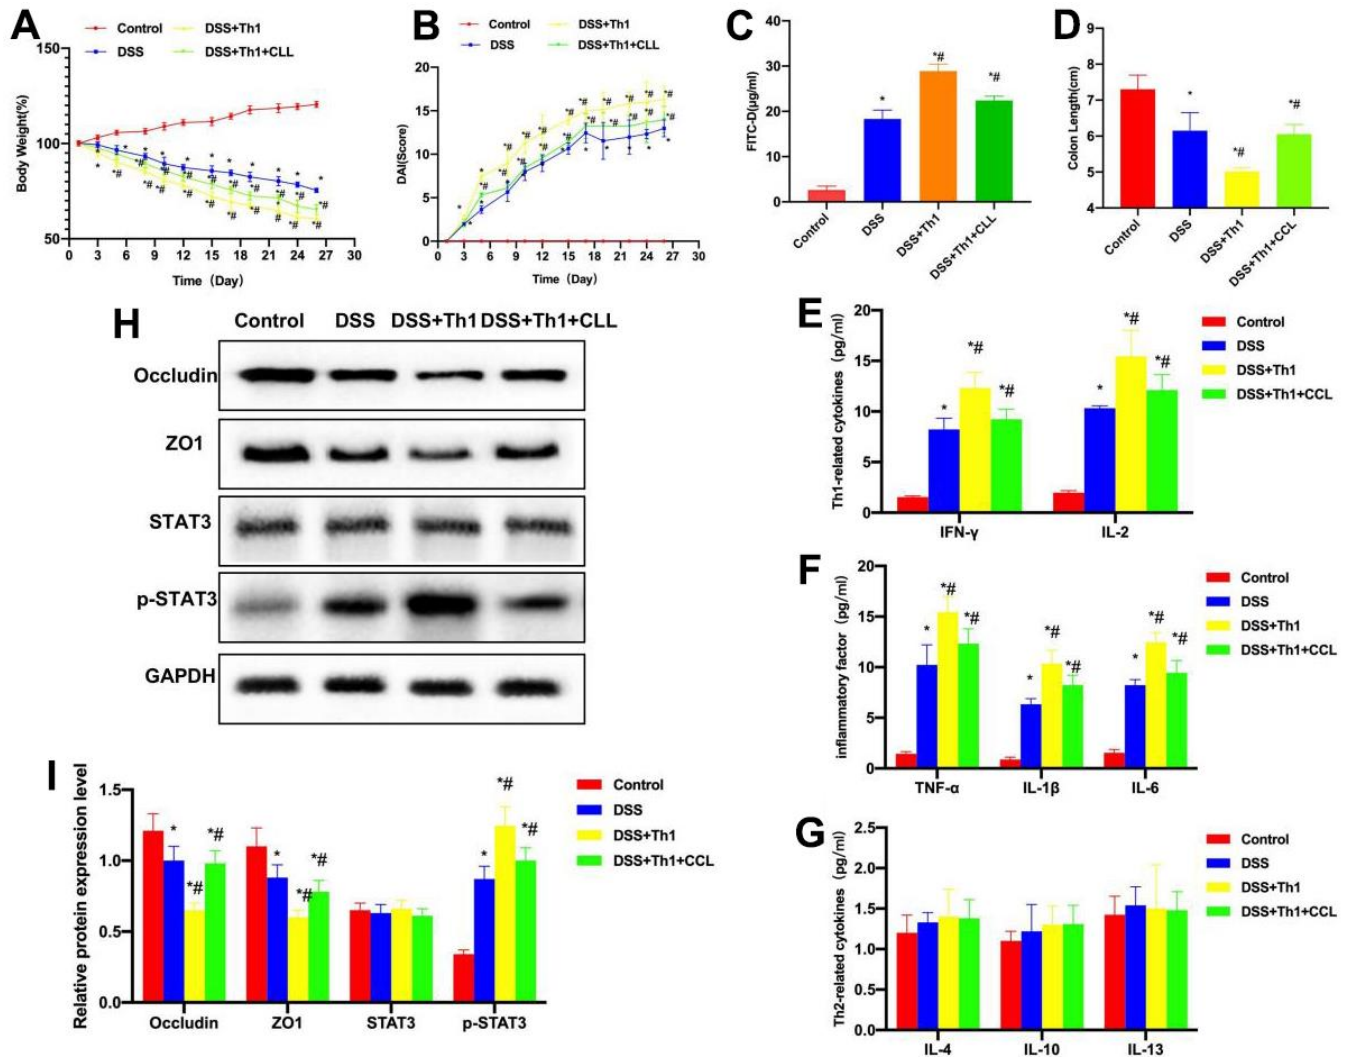 A
Control
DSS+Th1
DSS
DSS+Th1+CLL
Body Weight(%)
150
100
50
0 3 6 9 12 15 18 21 24 27 30
Time (Day)
B
Control
DSS+Th1
DSS
DSS+Th1+CLL
DAI(Score)
20
15
10
5
0
0 3 6 9 12 15 18 21 24 27 30
Time (Day)
C
FITC-D(μg/ml)
40
30
20
10
0
*
*#
*#
Control
DSS
DSS+Th1
DSS+Th1+CLL
D
Colon Length(cm)
9
8
7
6
5
4
*
*#
*#
Control
DSS
DSS+Th1
DSS+Th1+CCL
H
Control DSS DSS+Th1 DSS+Th1+CLL
Occludin
ZO1
STAT3
p-STAT3
GAPDH
E
Th1-related cytokines (pg/ml)
20
15
10
5
0
*
*#
*#
*
*#
*#
IFN-γ IL-2
Control
DSS
DSS+Th1
DSS+Th1+CCL
F
inflammatory factor (pg/ml)
20
15
10
5
0
*
*#
*#
*
*#
*#
*
*#
*#
TNF-α IL-1β IL-6
Control
DSS
DSS+Th1
DSS+Th1+CCL
I
Relative protein expression level
1.5
1.0
0.5
0.0
*
*#
*#
*
*#
*#
*
*#
*#
Occludin ZO1 STAT3 p-STAT3
Control
DSS
DSS+Th1
DSS+Th1+CCL
G
Th2-related cytokines (pg/ml)
2.5
2.0
1.5
1.0
0.5
0.0
IL-4 IL-10 IL-13
Control
DSS
DSS+Th1
DSS+Th1+CCL